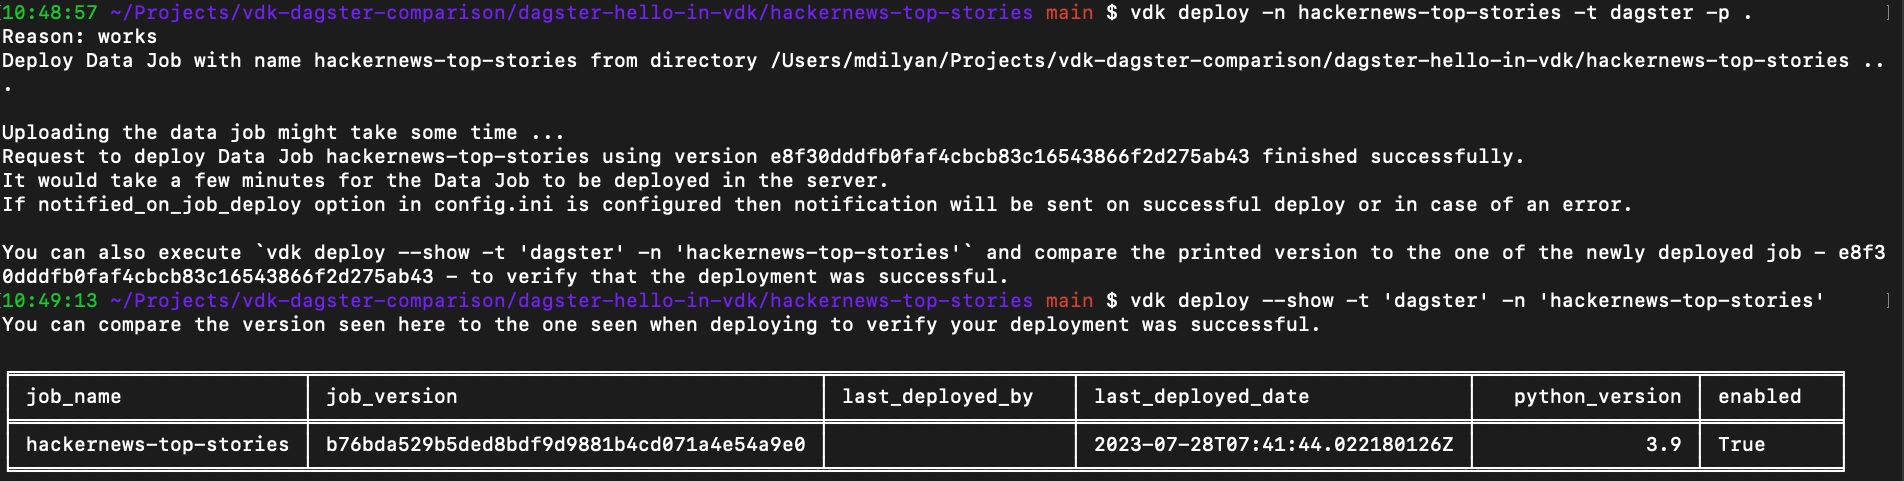 10:48:57 ~/Projects/vdk-dagster-comparison/dagster-hello-in-vdk/hackernews-top-stories main $ vdk deploy -n hackernews-top-stories -t dagster -p . ]
Reason: works
Deploy Data Job with name hackernews-top-stories from directory /Users/mdilyan/Projects/vdk-dagster-comparison/dagster-hello-in-vdk/hackernews-top-stories ..
.
Uploading the data job might take some time ...
Request to deploy Data Job hackernews-top-stories using version e8f30dddfb0faf4cbcb83c16543866f2d275ab43 finished successfully.
It would take a few minutes for the Data Job to be deployed in the server.
If notified_on_job_deploy option in config.ini is configured then notification will be sent on successful deploy or in case of an error.
You can also execute `vdk deploy --show -t 'dagster' -n 'hackernews-top-stories'` and compare the printed version to the one of the newly deployed job - e8f3
0dddfb0faf4cbcb83c16543866f2d275ab43 - to verify that the deployment was successful.
10:49:13 ~/Projects/vdk-dagster-comparison/dagster-hello-in-vdk/hackernews-top-stories main $ vdk deploy --show -t 'dagster' -n 'hackernews-top-stories' ]
You can compare the version seen here to the one seen when deploying to verify your deployment was successful.
job_name job_version last_deployed_by last_deployed_date python_version enabled
hackernews-top-stories b76bda529b5ded8bdf9d9881b4cd071a4e54a9e0 2023-07-28T07:41:44.022180126Z 3.9 True